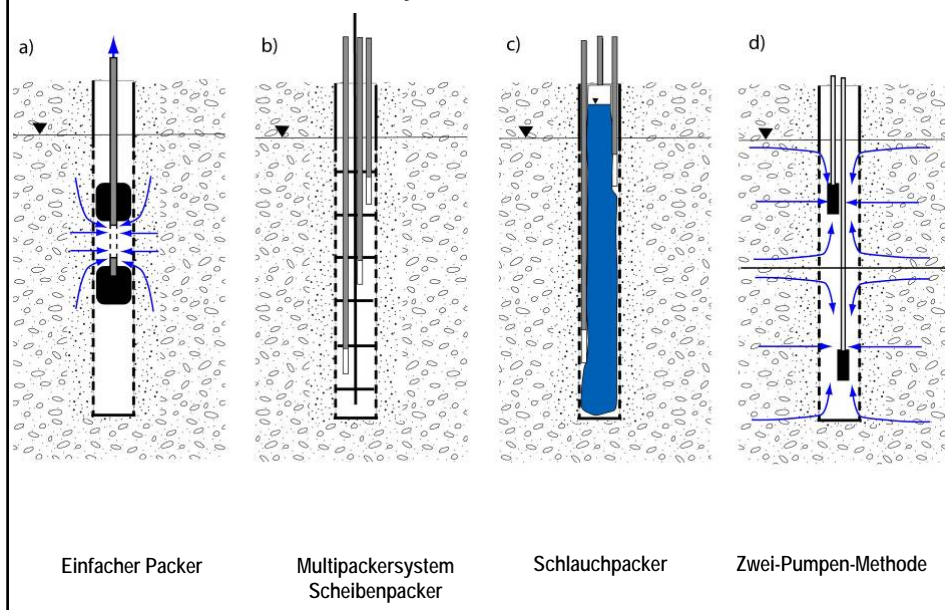 a)
b)
c)
d)
Einfacher Packer
Multipackersystem
Scheibenpacker
Schlauchpacker
Zwei-Pumpen-Methode